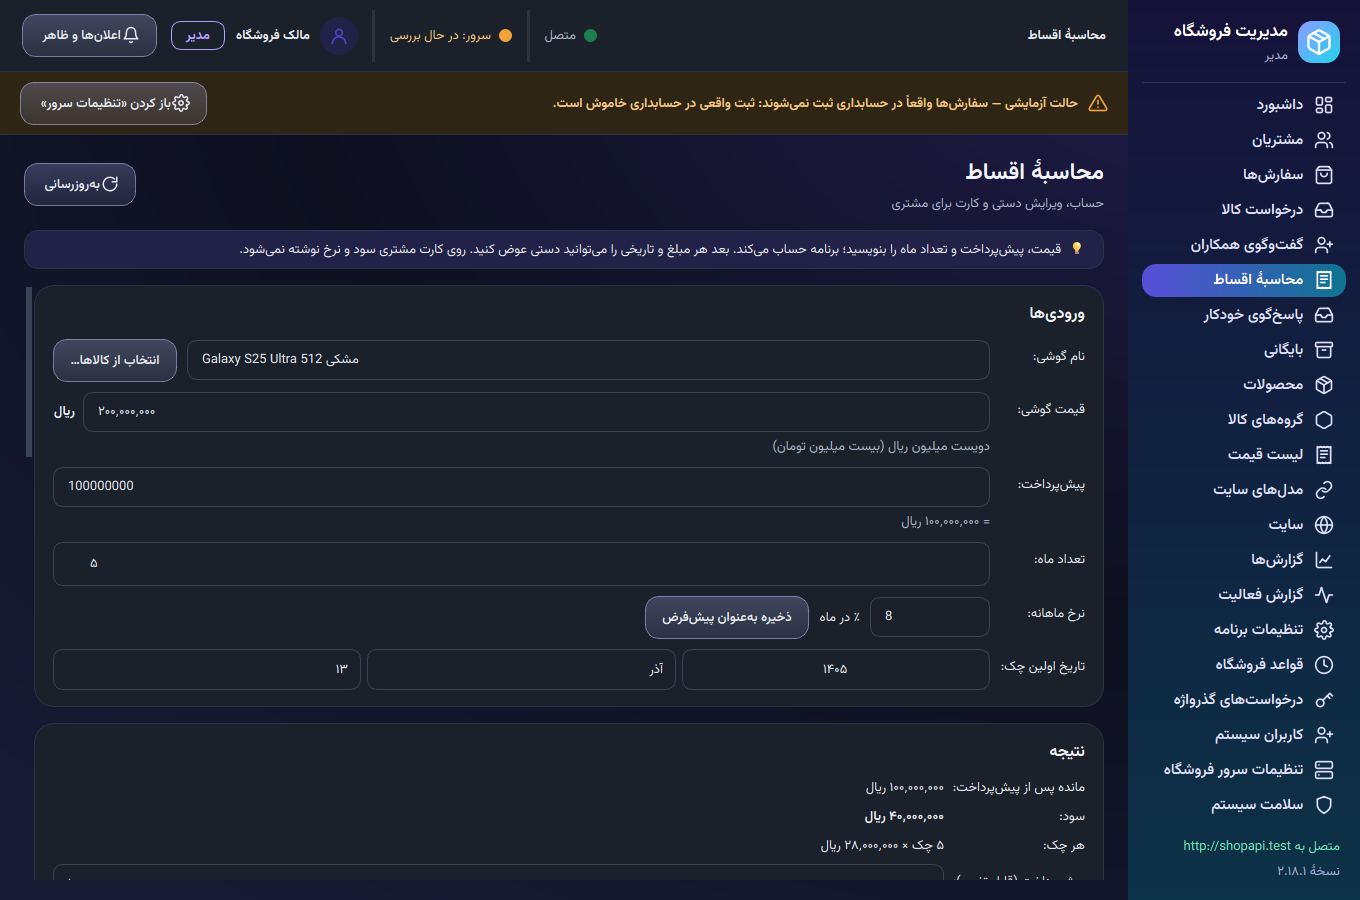 مدیریت فروشگاه
مدیر
داشبورد
مشتریان
سفارش‌ها
درخواست کالا
گفت‌وگوی همکاران
محاسبهٔ اقساط
پاسخ‌گوی خودکار
بایگانی
محصولات
گروه‌های کالا
لیست قیمت
مدل‌های سایت
سایت
گزارش‌ها
گزارش فعالیت
تنظیمات برنامه
قواعد فروشگاه
درخواست‌های گذرواژه
کاربران سیستم
تنظیمات سرور فروشگاه
سلامت سیستم
متصل به http://shopapi.test
نسخهٔ ۲.۱۸.۱
محاسبهٔ اقساط
متصل
سرور: در حال بررسی
مالک فروشگاه
مدیر
اعلان‌ها و ظاهر
حالت آزمایشی — سفارش‌ها واقعاً در حسابداری ثبت نمی‌شوند: ثبت واقعی در حسابداری خاموش است.
باز کردن «تنظیمات سرور»
محاسبهٔ اقساط
حساب، ویرایش دستی و کارت برای مشتری
به‌روزرسانی
قیمت، پیش‌پرداخت و تعداد ماه را بنویسید؛ برنامه حساب می‌کند. بعد هر مبلغ و تاریخی را می‌توانید دستی عوض کنید. روی کارت مشتری سود و نرخ نوشته نمی‌شود.
ورودی‌ها
نام گوشی: Galaxy S25 Ultra 512 مشکی انتخاب از کالاها...
قیمت گوشی: ۲۰۰,۰۰۰,۰۰۰ ریال
دویست میلیون ریال (بیست میلیون تومان)
پیش‌پرداخت: 100000000
= ۱۰۰,۰۰۰,۰۰۰ ریال
تعداد ماه: ۵
نرخ ماهانه: 8 ٪ در ماه ذخیره به‌عنوان پیش‌فرض
تاریخ اولین چک: ۱۴۰۵ آذر ۱۳
نتیجه
مانده پس از پیش‌پرداخت: ۱۰۰,۰۰۰,۰۰۰ ریال
سود: ۴۰,۰۰۰,۰۰۰ ریال
هر چک: ۵ چک × ۲۸,۰۰۰,۰۰۰ ریال